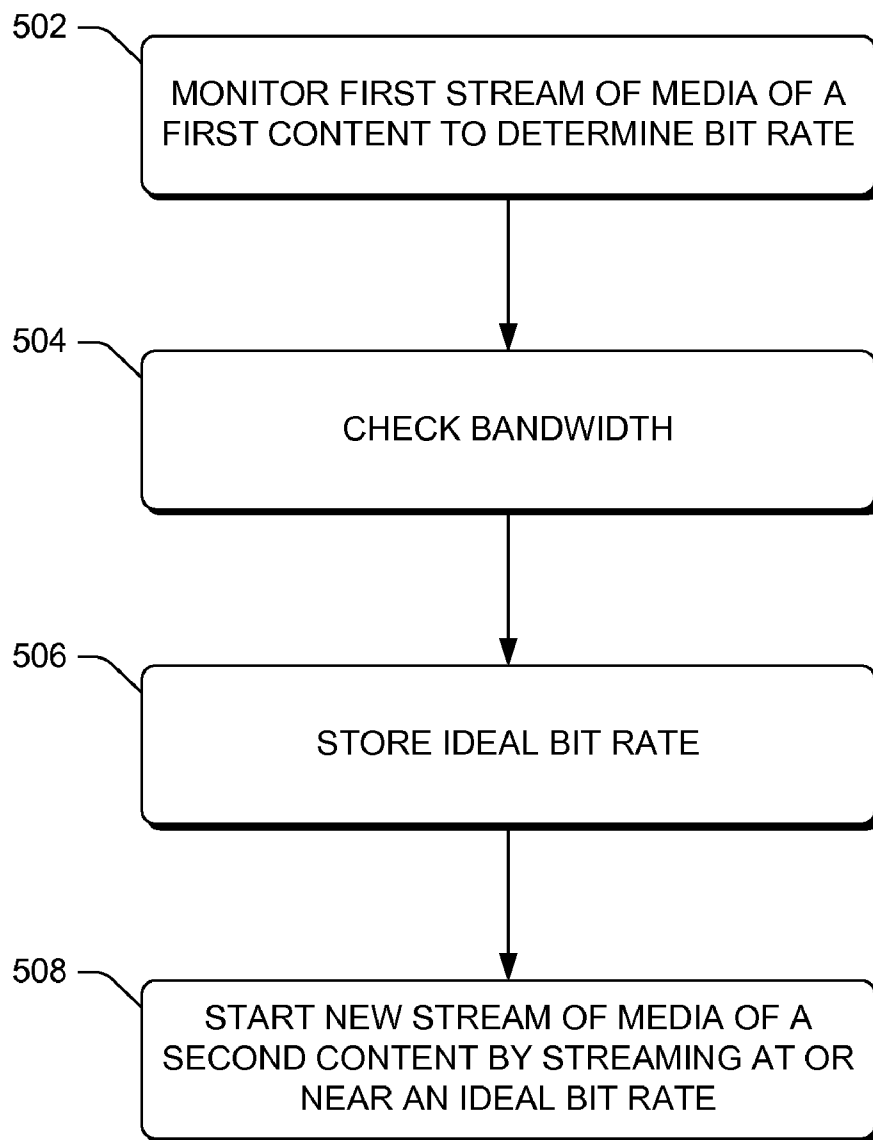 502
MONITOR FIRST STREAM OF MEDIA OF A
FIRST CONTENT TO DETERMINE BIT RATE
504
CHECK BANDWIDTH
506
STORE IDEAL BIT RATE
508
START NEW STREAM OF MEDIA OF A
SECOND CONTENT BY STREAMING AT OR
NEAR AN IDEAL BIT RATE